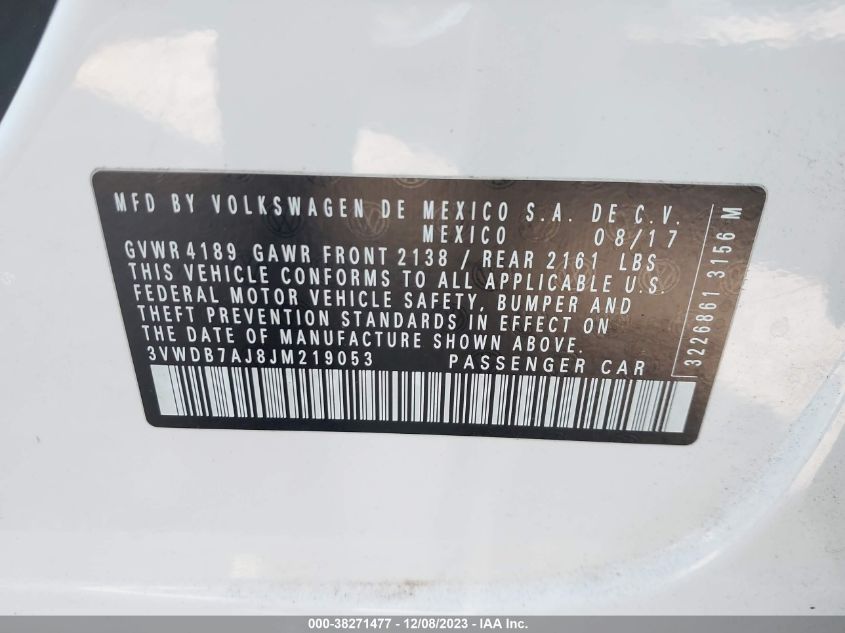 MFD BY VOLKSWAGEN DE MEXICO S.A. DE C.V.
MEXICO 08/17
GVWR 4189 GAWR FRONT 2138 / REAR 2161 LBS
THIS VEHICLE CONFORMS TO ALL APPLICABLE U.S.
FEDERAL MOTOR VEHICLE SAFETY, BUMPER AND
THEFT PREVENTION STANDARDS IN EFFECT ON
THE DATE OF MANUFACTURE SHOWN ABOVE.
3VWDB7AJ8JM219053 PASSENGER CAR
3226861 3156 M
000-38271477 - 12/08/2023 - IAA Inc.